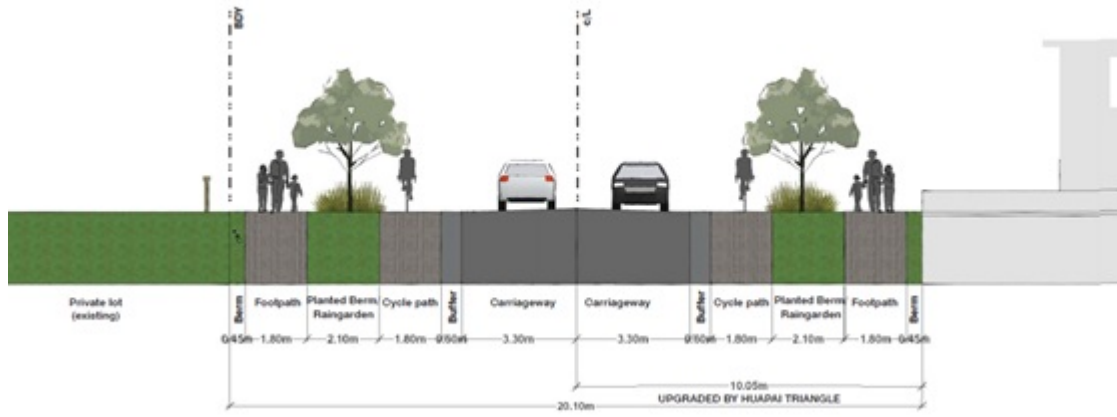 BDY
c/L
Private lot
(existing)
Berm
Footpath
Planted Berm/
Raingarden
Cycle path
Buffer
Carriageway
Carriageway
Buffer
Cycle path
Planted Berm/
Raingarden
Footpath
Berm
0.45m
1.80m
2.10m
1.80m
0.60m
3.30m
3.30m
0.60m
1.80m
2.10m
1.80m
0.45m
10.05m
UPGRADED BY HUAPAI TRIANGLE
20.10m